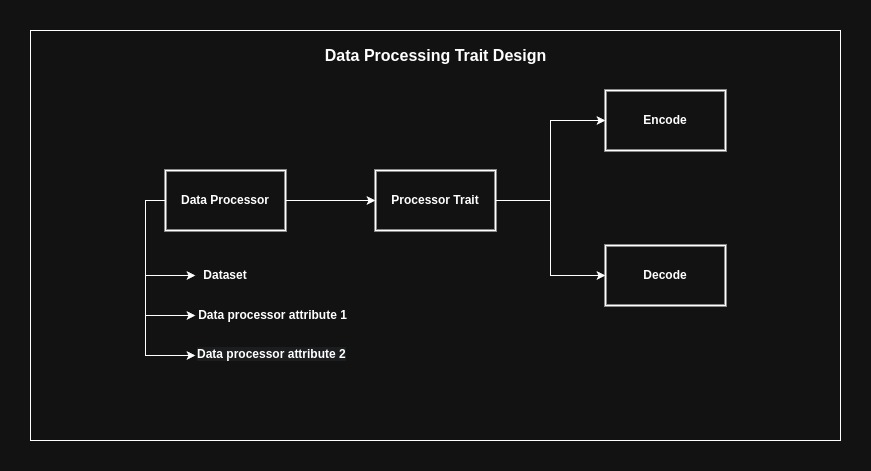 Data Processing Trait Design
Encode
Data Processor
Processor Trait
Dataset
Decode
Data processor attribute 1
Data processor attribute 2